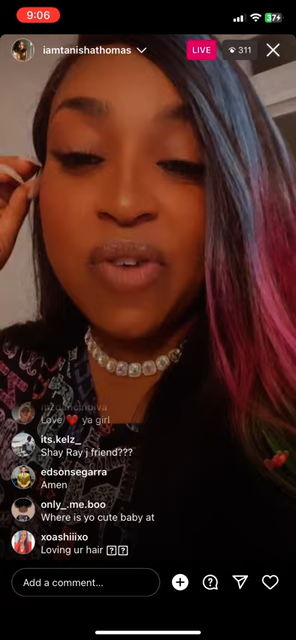 9:06
37
iamtanishathomas
LIVE
311
Love ❤️ ya girl
its.kelz_
Shay Ray j friend???
edsonsegarra
Amen
only_.me.boo
Where is yo cute baby at
xoashiiixo
Loving ur hair
Add a comment...